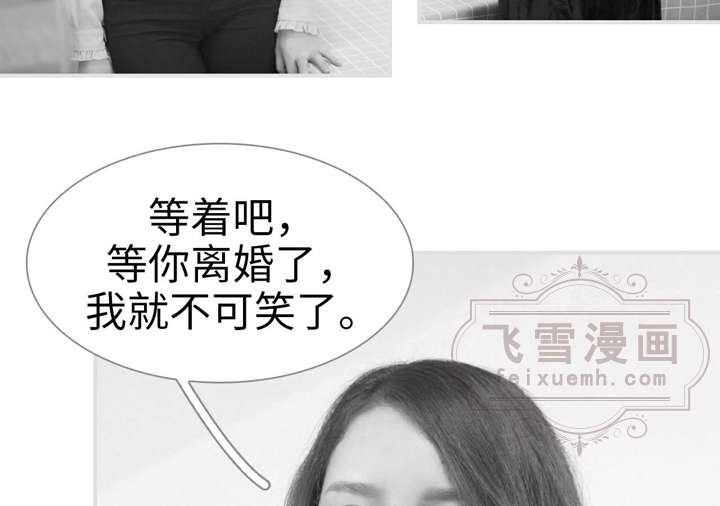 等着吧，
等你离婚了，
我就不可笑了。
飞雪漫画
feixuemh.com